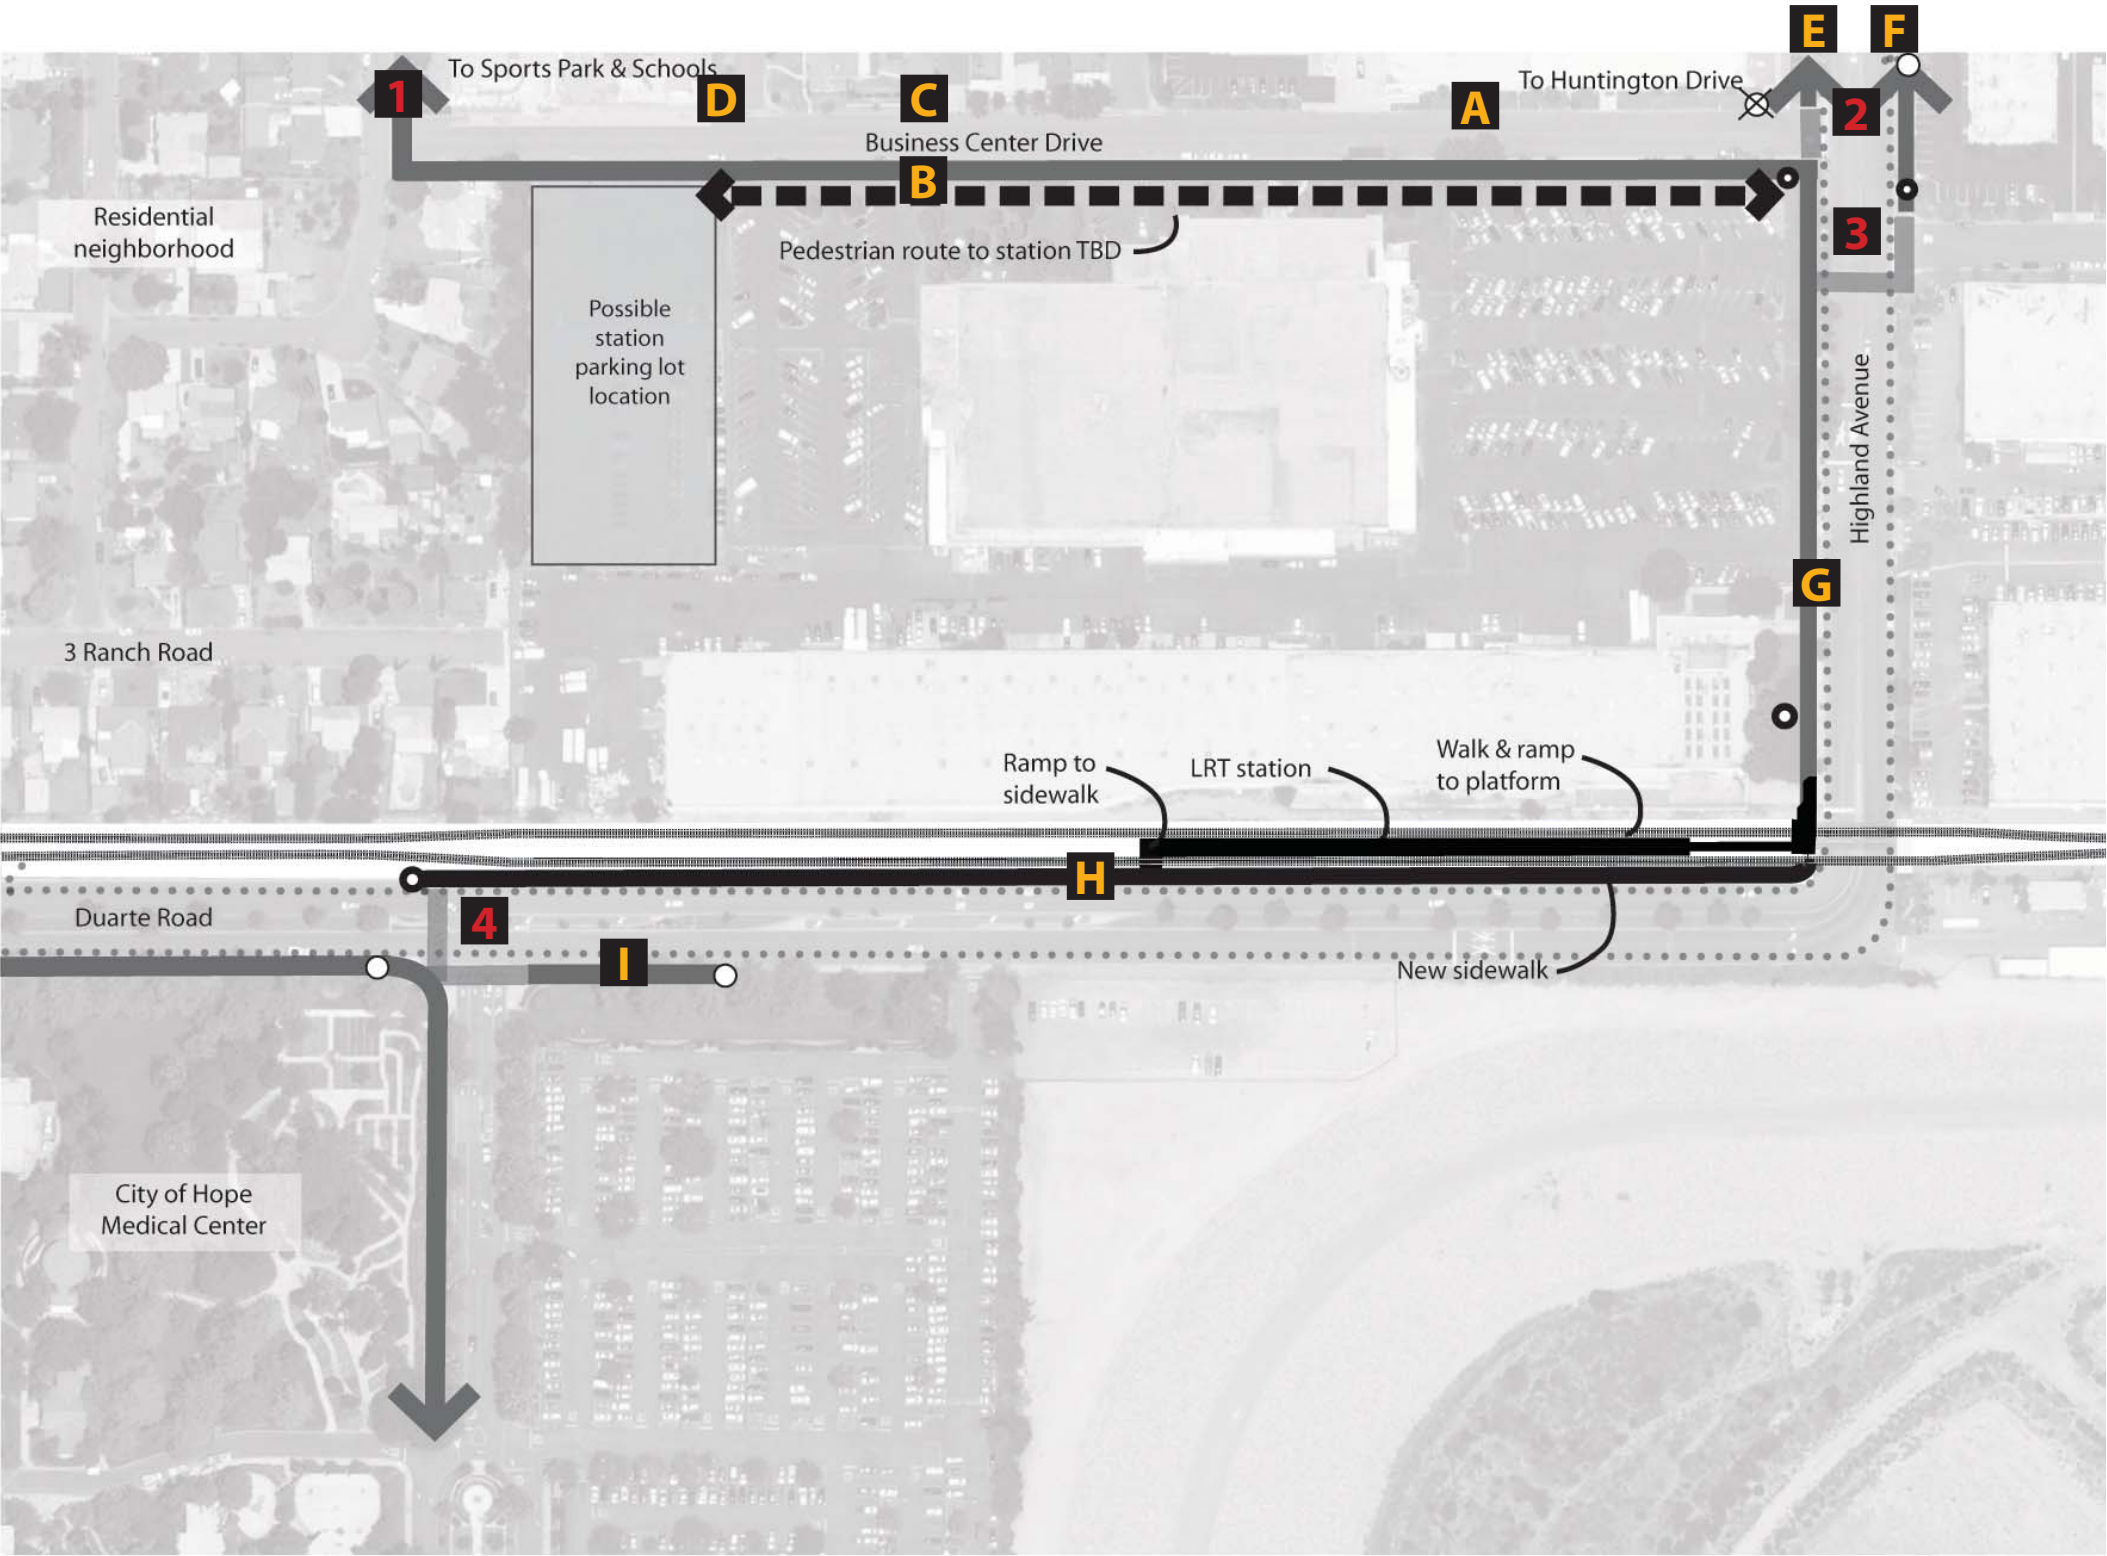 E
F
To Sports Park & Schools
1
D
C
A
To Huntington Drive
2
Business Center Drive
B
Residential
neighborhood
3
Pedestrian route to station TBD
Possible
station
parking lot
location
Highland Avenue
G
3 Ranch Road
Ramp to
sidewalk
LRT station
Walk & ramp
to platform
H
Duarte Road
4
I
New sidewalk
City of Hope
Medical Center